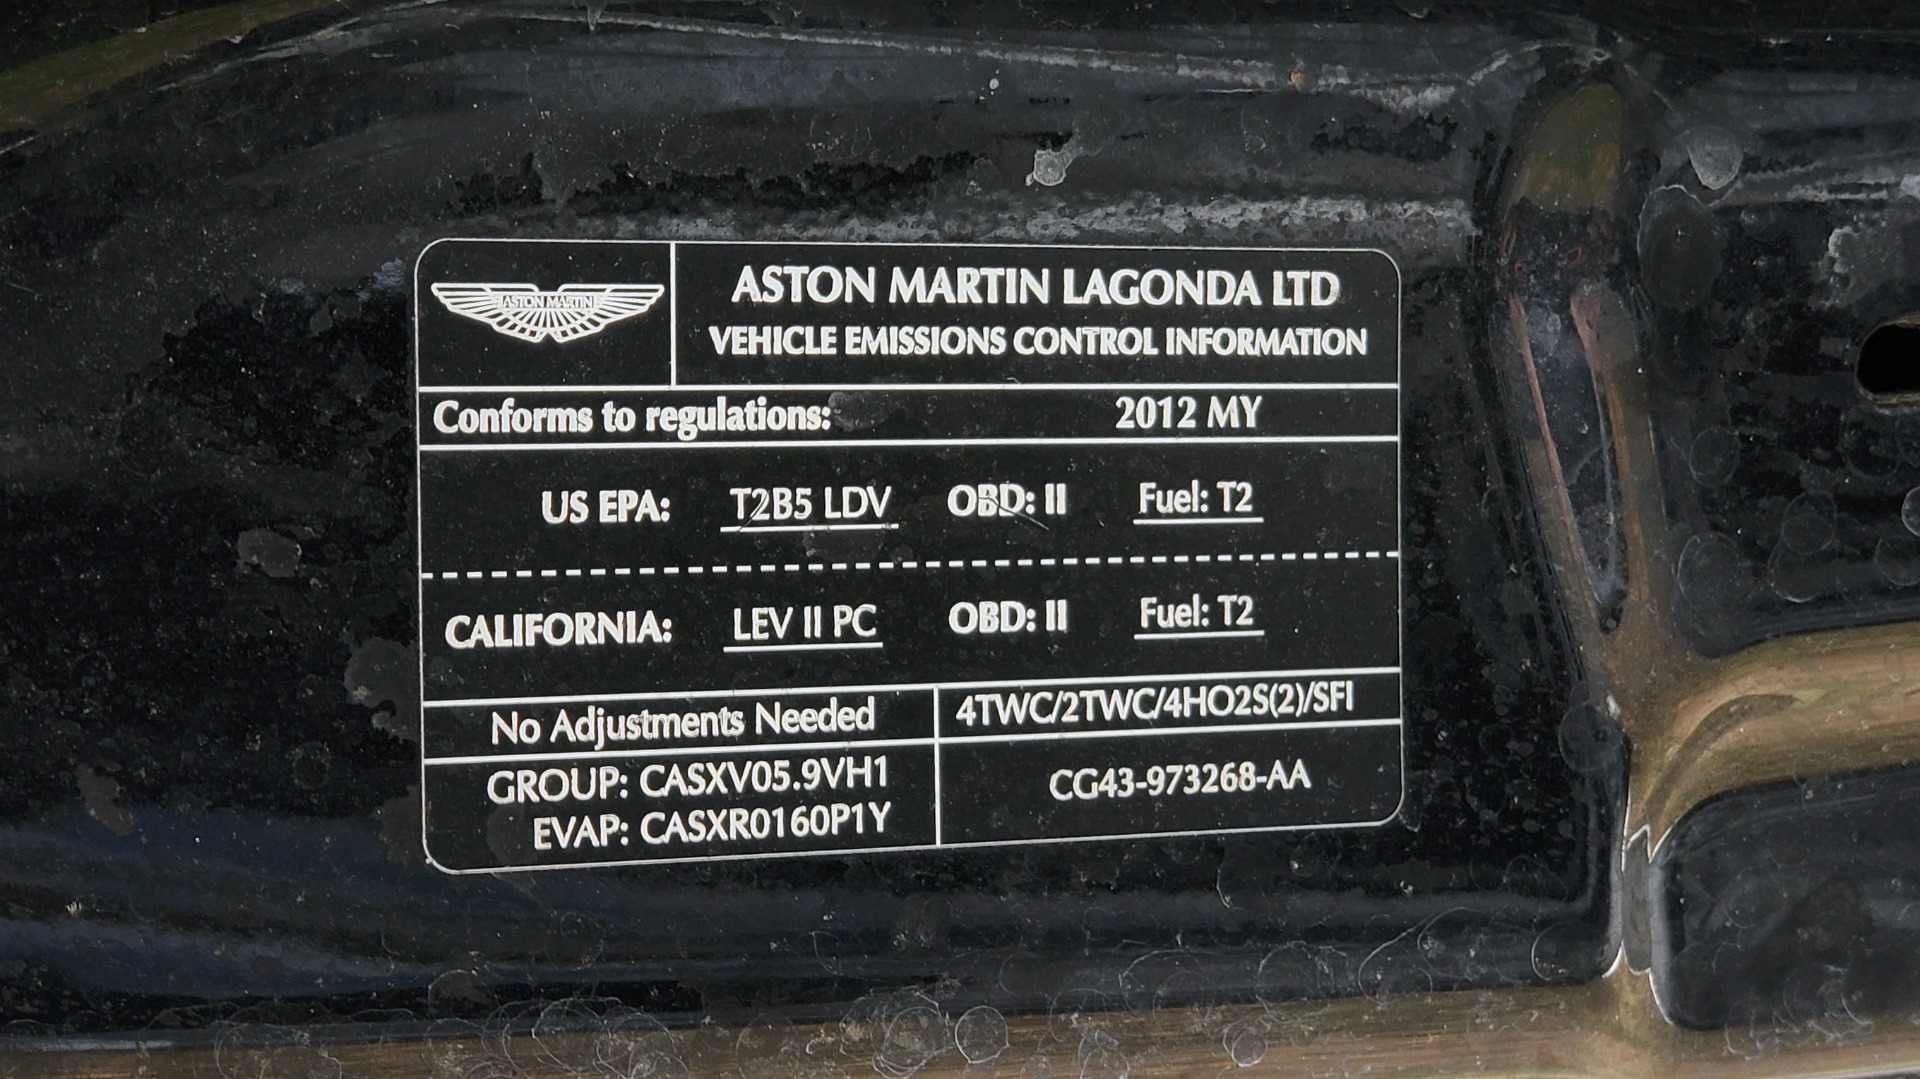 ASTON MARTIN
ASTON MARTIN LAGONDA LTD
VEHICLE EMISSIONS CONTROL INFORMATION
Conforms to regulations: 2012 MY
US EPA: T2B5 LDV OBD: II Fuel: T2
CALIFORNIA: LEV II PC OBD: II Fuel: T2
No Adjustments Needed 4TWC/2TWC/4HO2S(2)/SFI
GROUP: CASXV05.9VH1
EVAP: CASXR0160P1Y
CG43-973268-AA